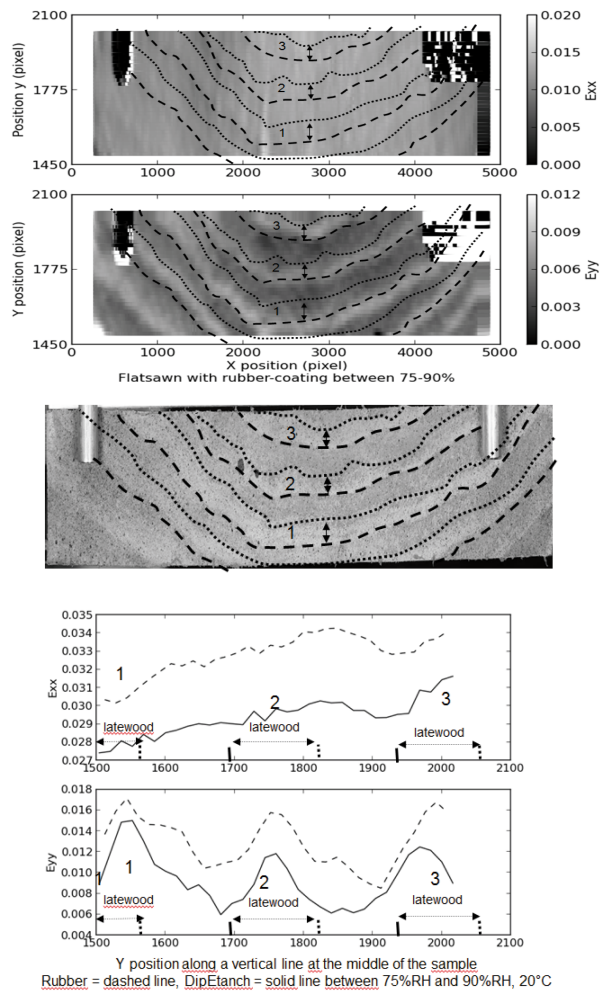 2100
1775
1450
Position y (pixel)
3
2
1
0 1000 2000 3000 4000 5000
0.020
0.015
0.010
0.005
0.000
Exx
2100
1775
1450
Y position (pixel)
3
2
1
0 1000 2000 3000 4000 5000
X position (pixel)
0.012
0.009
0.006
0.003
0.000
Eyy
Flatsawn with rubber-coating between 75-90%
3
2
1
0.035
0.034
0.033
0.032
0.031
0.030
0.029
0.028
0.027
Exx
1
2
3
latewood
latewood
latewood
1500 1600 1700 1800 1900 2000 2100
0.018
0.016
0.014
0.012
0.010
0.008
0.006
0.004
Eyy
1
1
2
3
latewood
latewood
latewood
1500 1600 1700 1800 1900 2000 2100
Y position along a vertical line at the middle of the sample
Rubber = dashed line, DipEtanch = solid line between 75%RH and 90%RH, 20°C